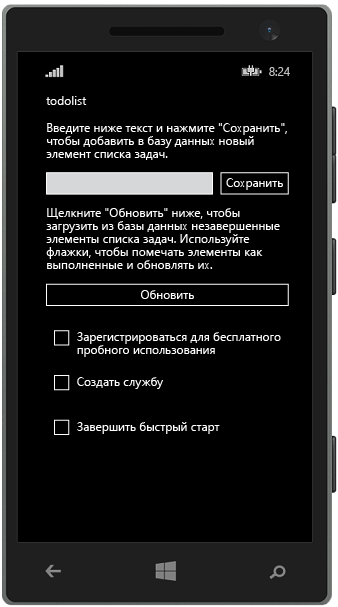 8:24
todolist
Введите ниже текст и нажмите "Сохранить",
чтобы добавить в базу данных новый
элемент списка задач.
Сохранить
Щелкните "Обновить" ниже, чтобы
загрузить из базы данных незавершенные
элементы списка задач. Используйте
флажки, чтобы помечать элементы как
выполненные и обновлять их.
Обновить
Зарегистрироваться для бесплатного
пробного использования
Создать службу
Завершить быстрый старт